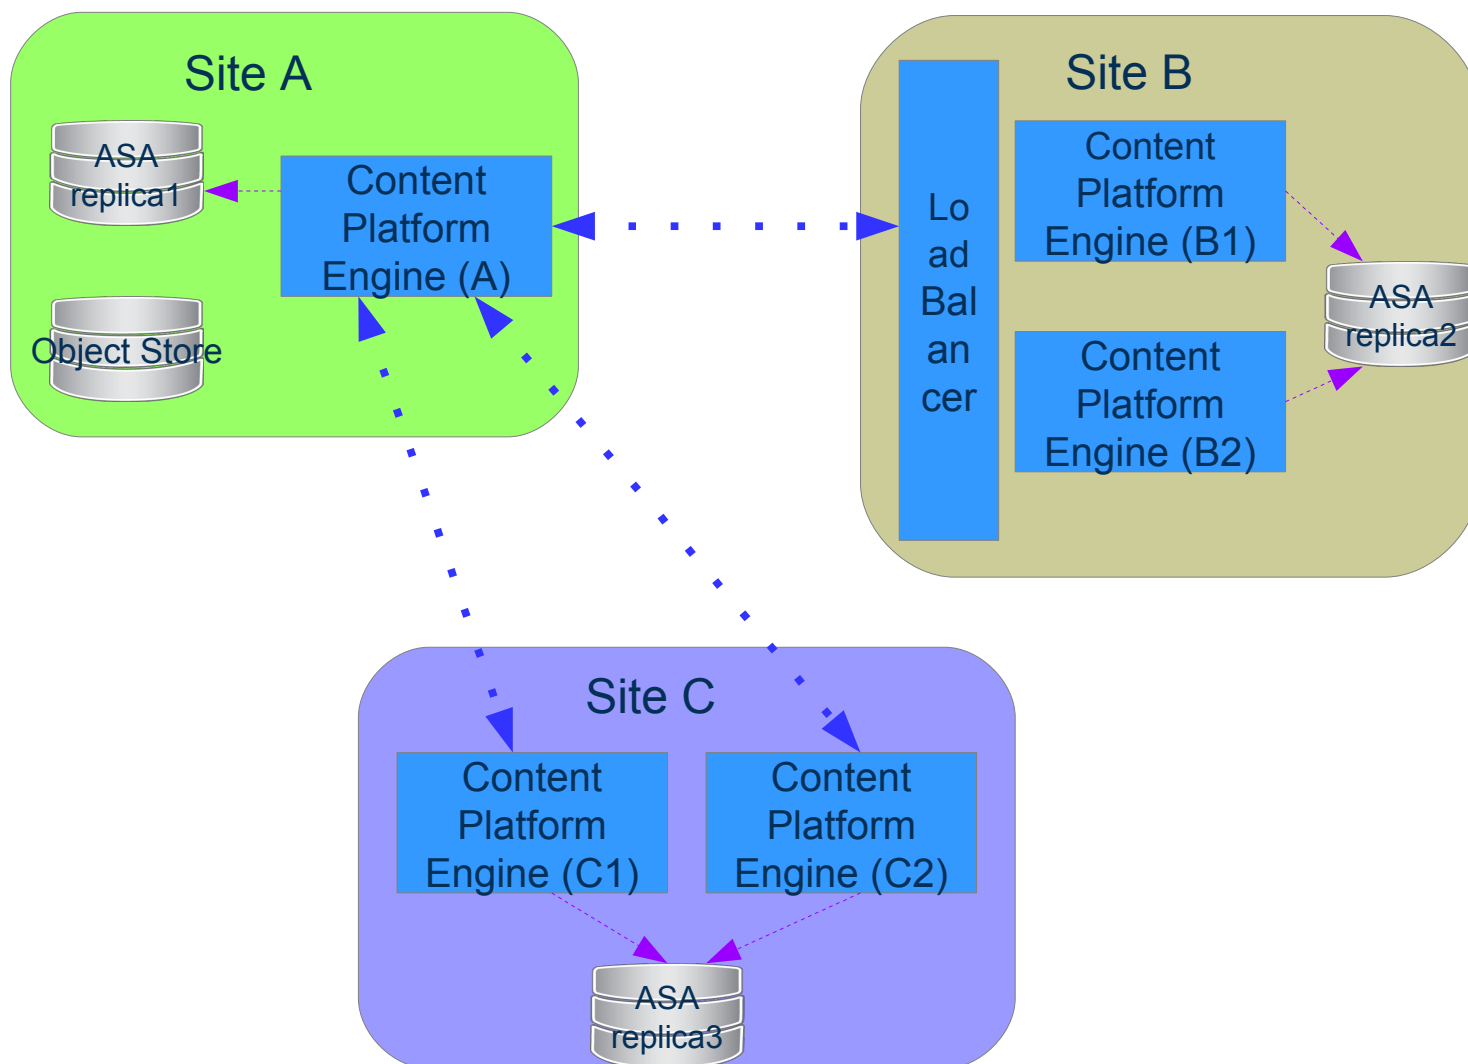 Site A
ASA
replica1
Content
Platform
Engine (A)
Object Store
Site B
Lo
ad
Bal
an
cer
Content
Platform
Engine (B1)
Content
Platform
Engine (B2)
ASA
replica2
Site C
Content
Platform
Engine (C1)
Content
Platform
Engine (C2)
ASA
replica3